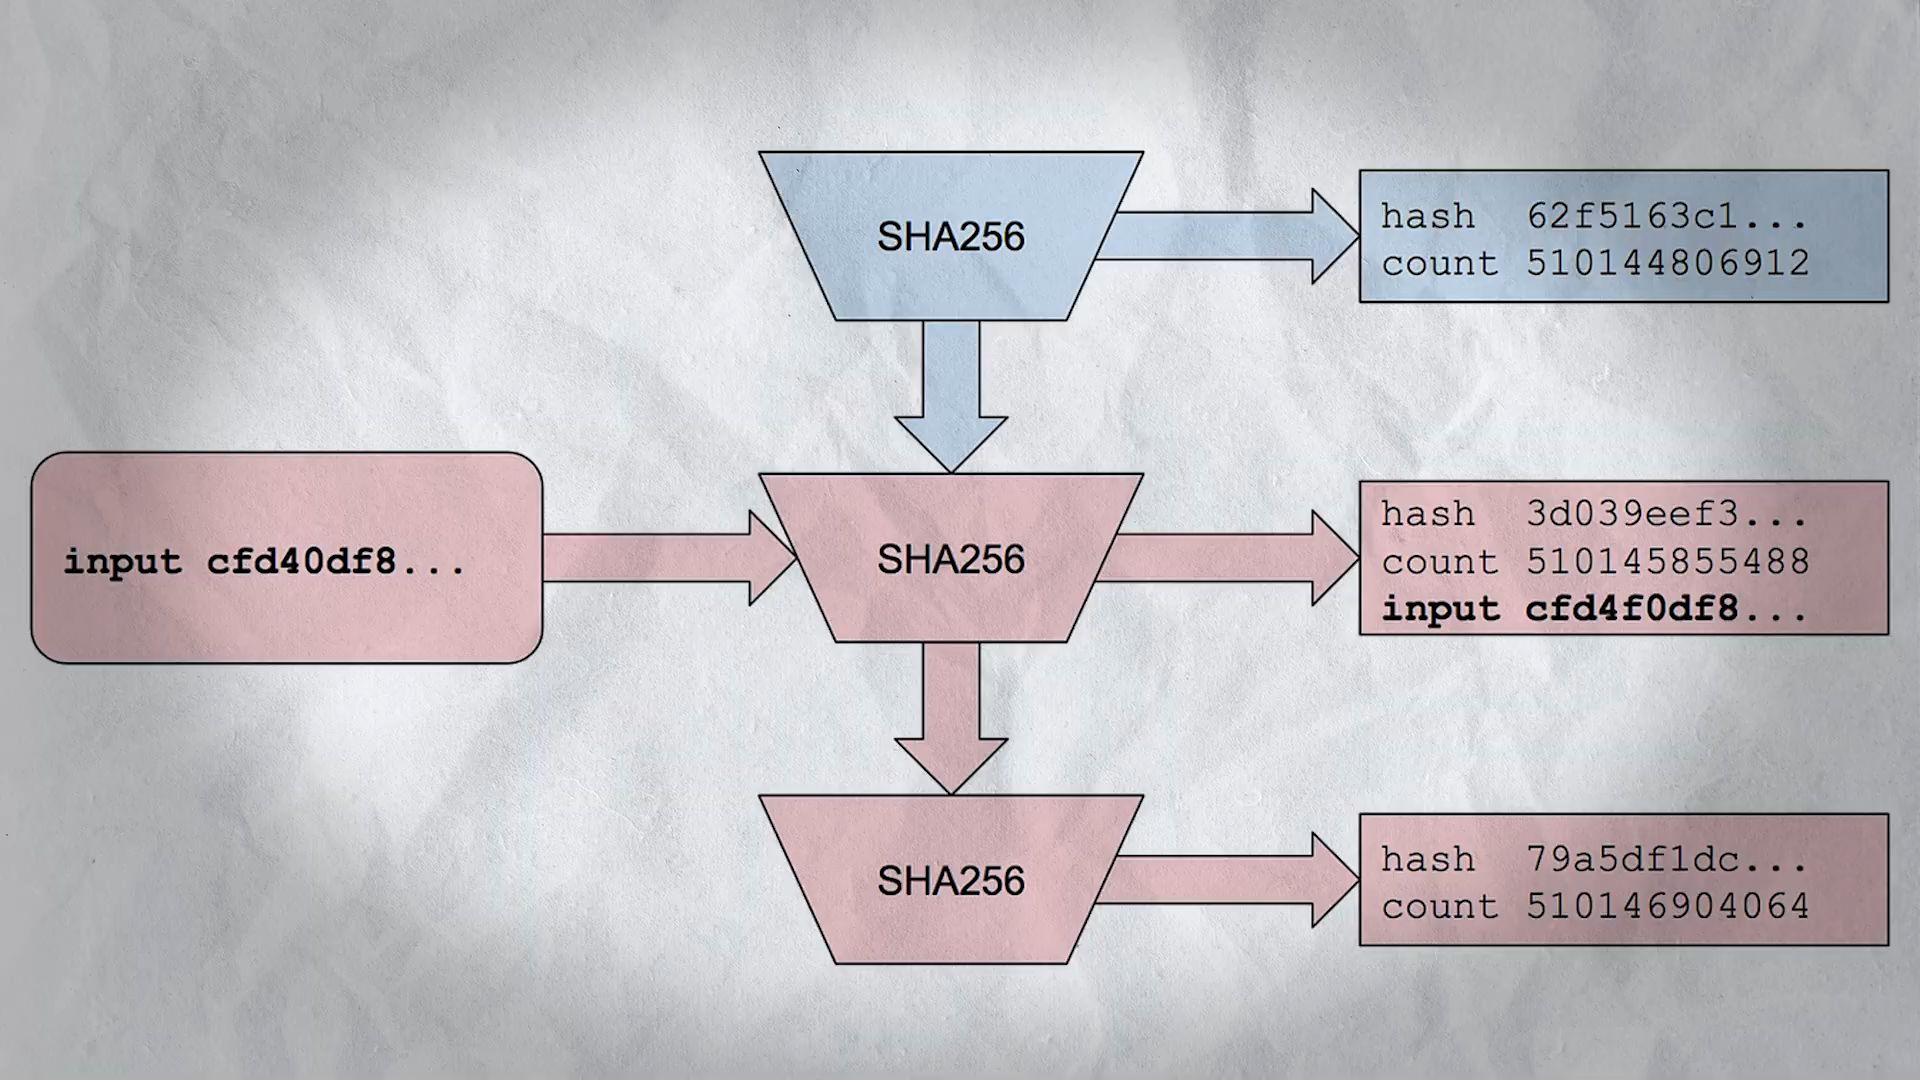 SHA256
hash 62f5163c1...
count 510144806912
input cfd40df8...
SHA256
hash 3d039eef3...
count 510145855488
input cfd4f0df8...
SHA256
hash 79a5df1dc...
count 510146904064